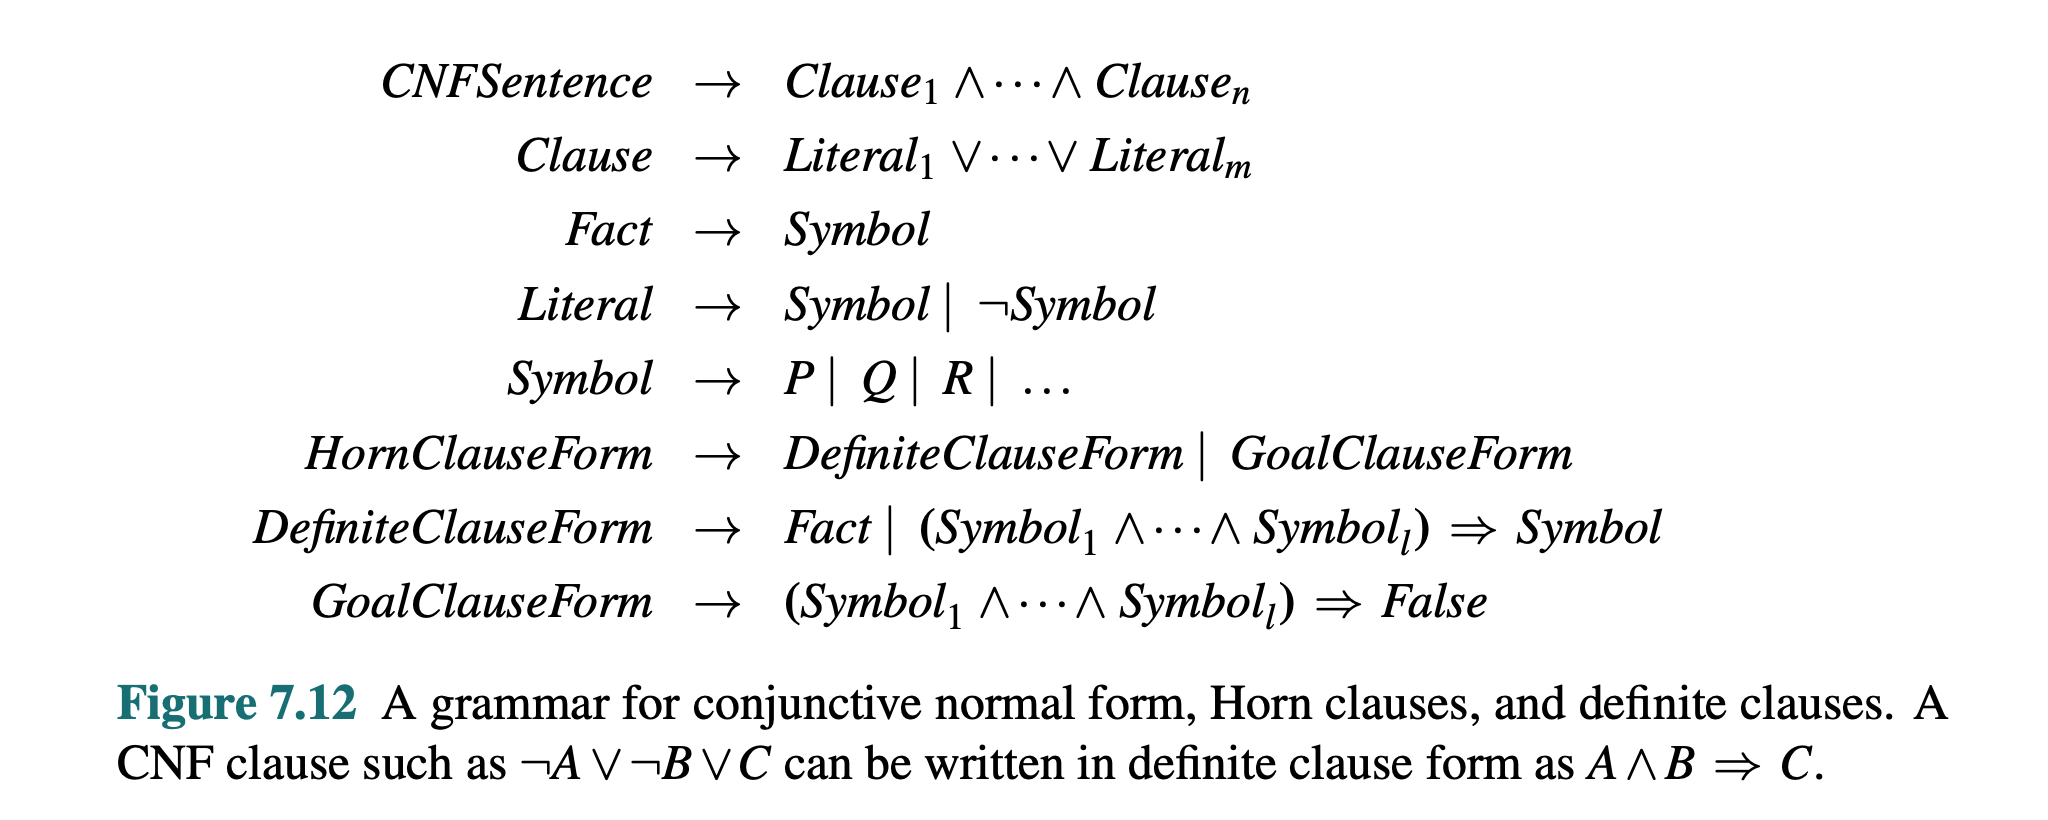 CNFSentence → Clause₁ ∧ ⋯ ∧ Clauseₙ
Clause → Literal₁ ∨ ⋯ ∨ Literalₘ
Fact → Symbol
Literal → Symbol | ¬Symbol
Symbol → P | Q | R | …
HornClauseForm → DefiniteClauseForm | GoalClauseForm
DefiniteClauseForm → Fact | (Symbol₁ ∧ ⋯ ∧ Symbolₗ) ⇒ Symbol
GoalClauseForm → (Symbol₁ ∧ ⋯ ∧ Symbolₗ) ⇒ False
Figure 7.12 A grammar for conjunctive normal form, Horn clauses, and definite clauses. A
CNF clause such as ¬A ∨ ¬B ∨ C can be written in definite clause form as A ∧ B ⇒ C.